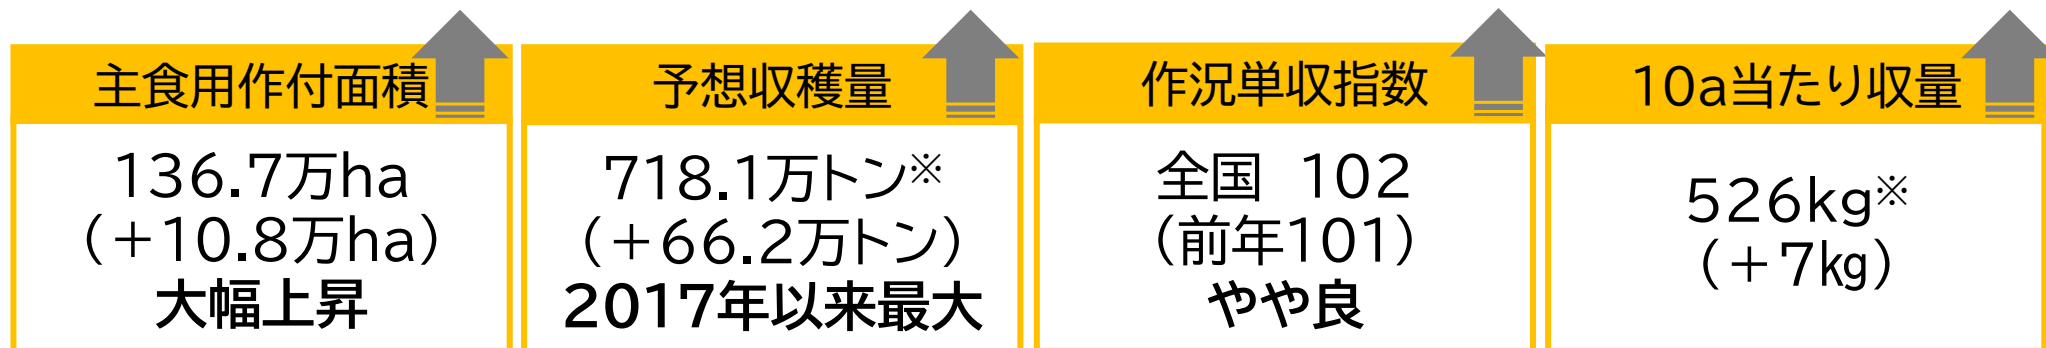 主食用作付面積
136.7万ha
（+10.8万ha）
大幅上昇
予想収穫量
718.1万トン※
（+66.2万トン）
2017年以来最大
作況単収指数
全国　102
（前年101）
やや良
10a当たり収量
526kg※
（+7㎏）